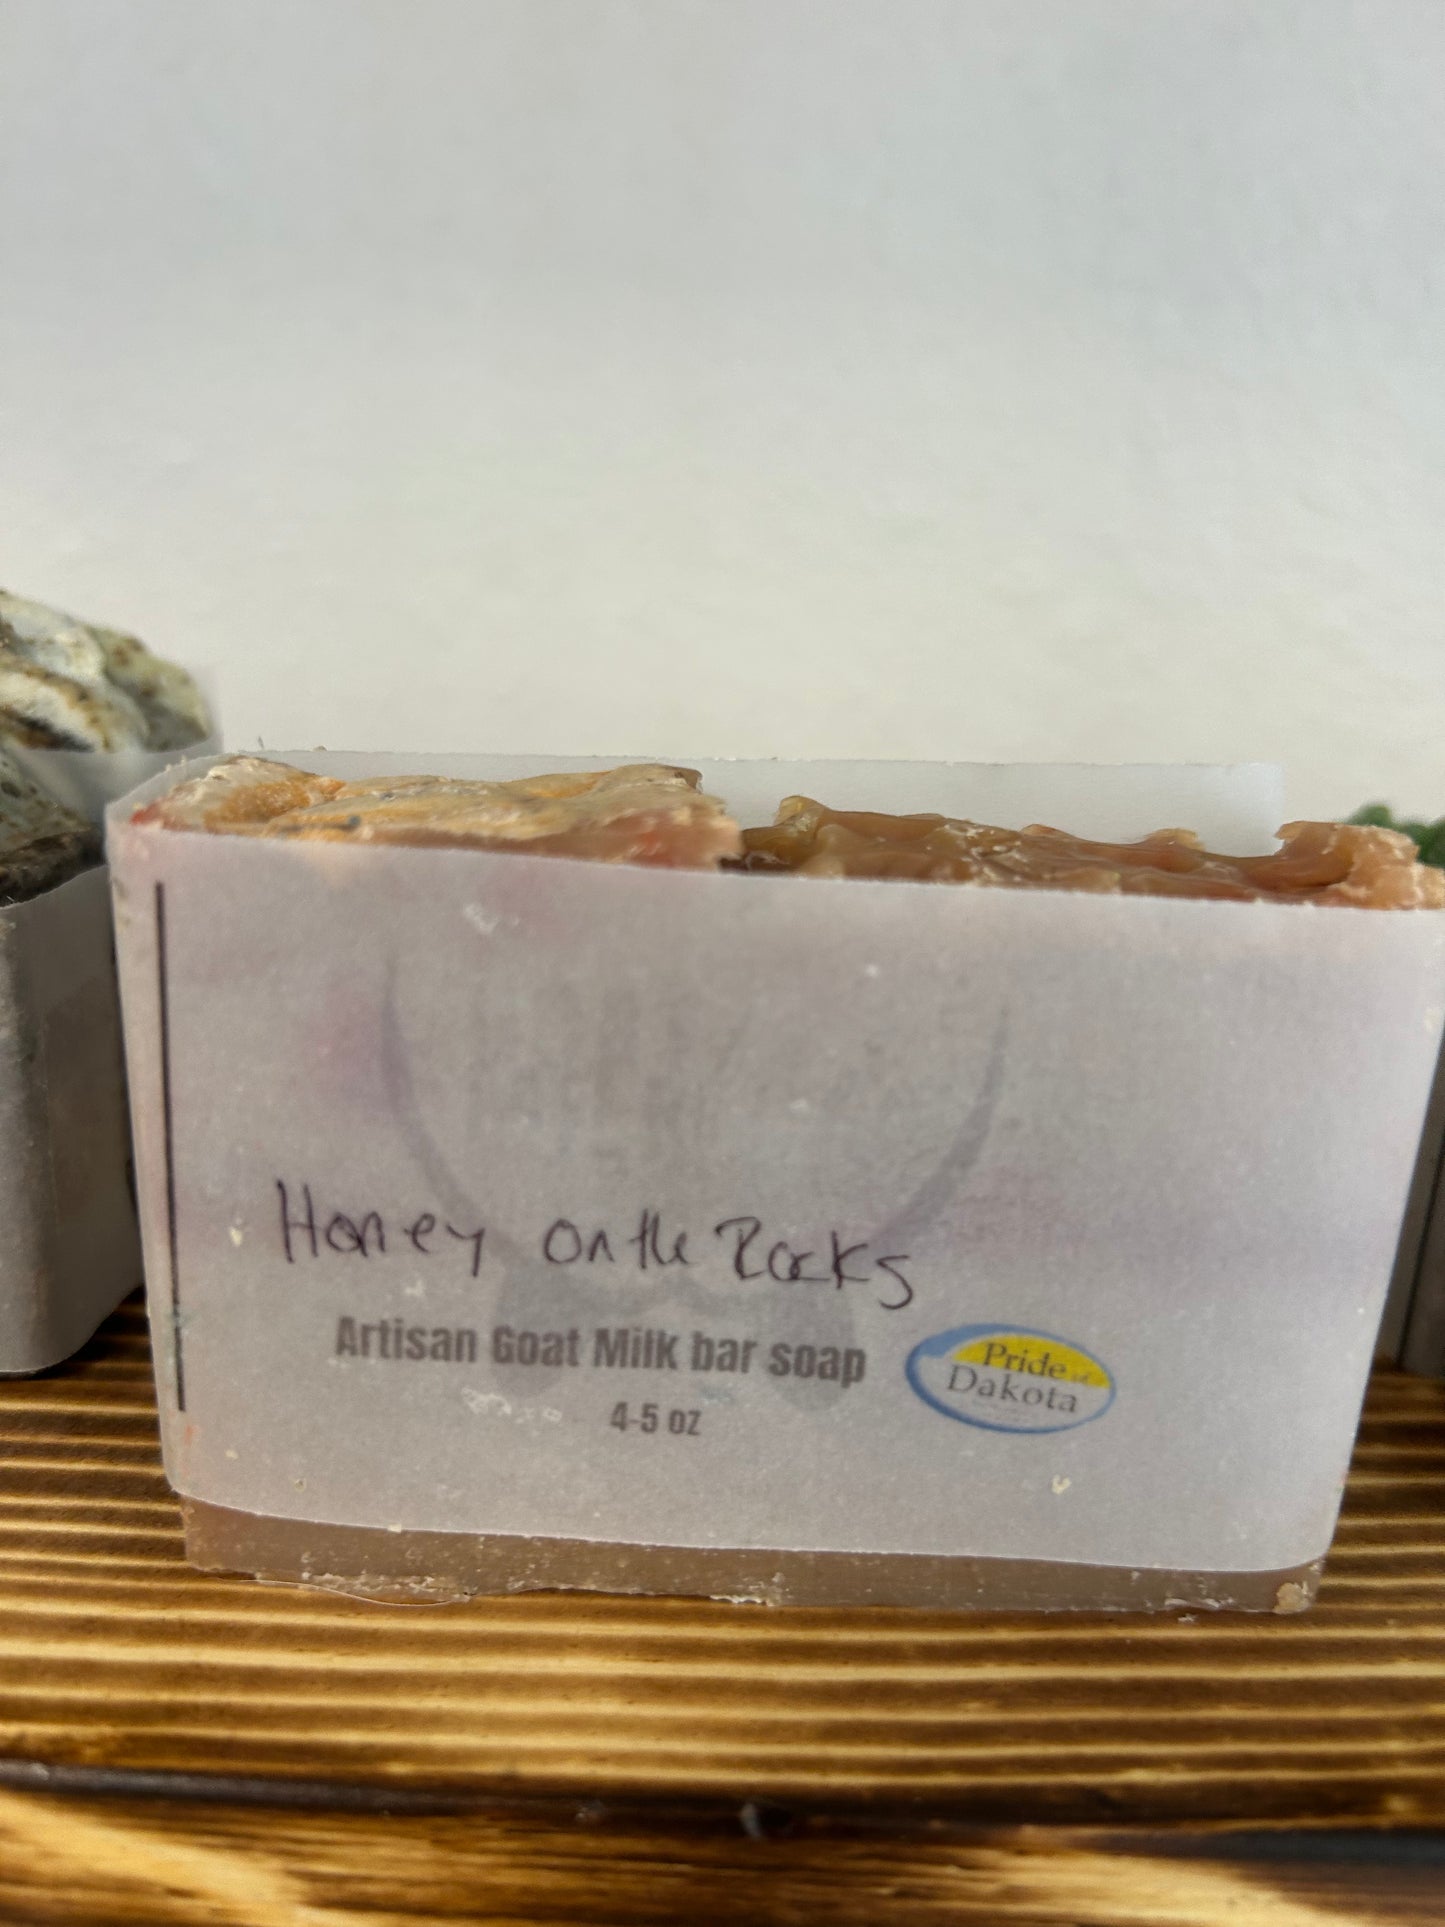 Honey on the Rocks
Artisan Goat Milk bar soap
4-5 oz
Pride of
Dakota